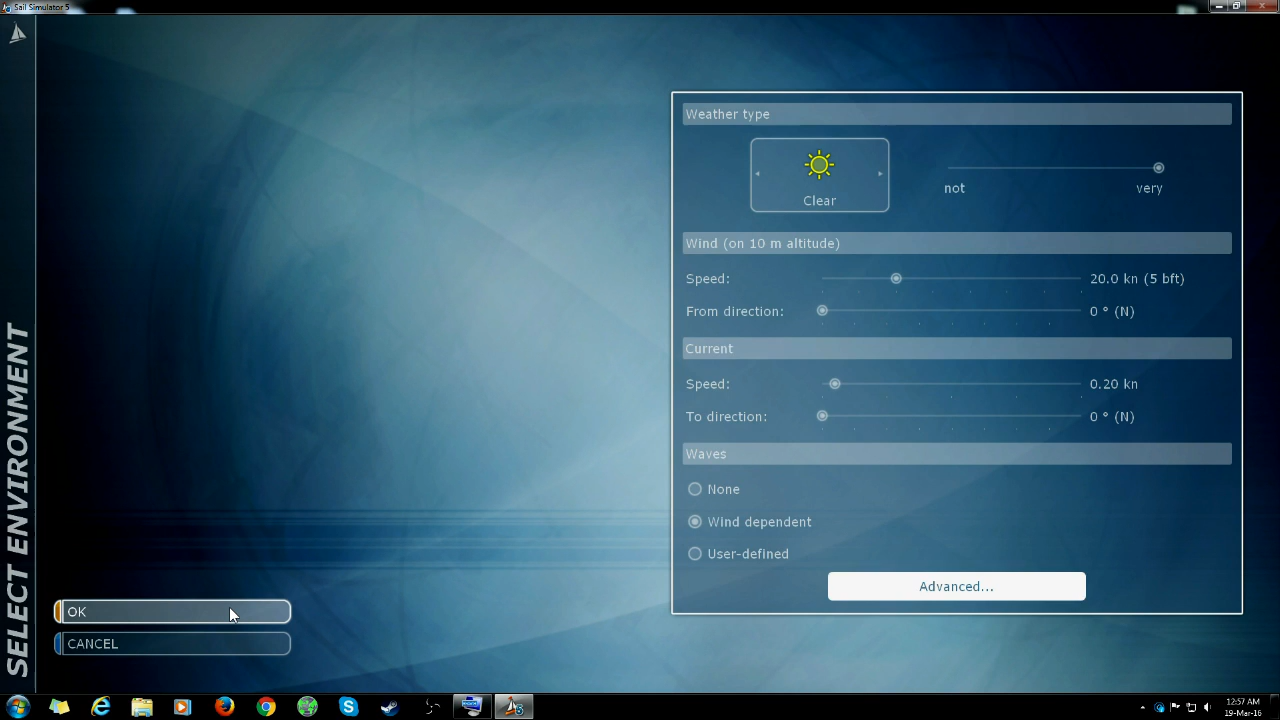 Sail Simulator 5
SELECT ENVIRONMENT
Weather type
Clear
not
very
Wind (on 10 m altitude)
Speed:
20.0 kn (5 bft)
From direction:
0 ° (N)
Current
Speed:
0.20 kn
To direction:
0 ° (N)
Waves
None
Wind dependent
User-defined
Advanced...
OK
CANCEL
12:57 AM
19-Mar-16